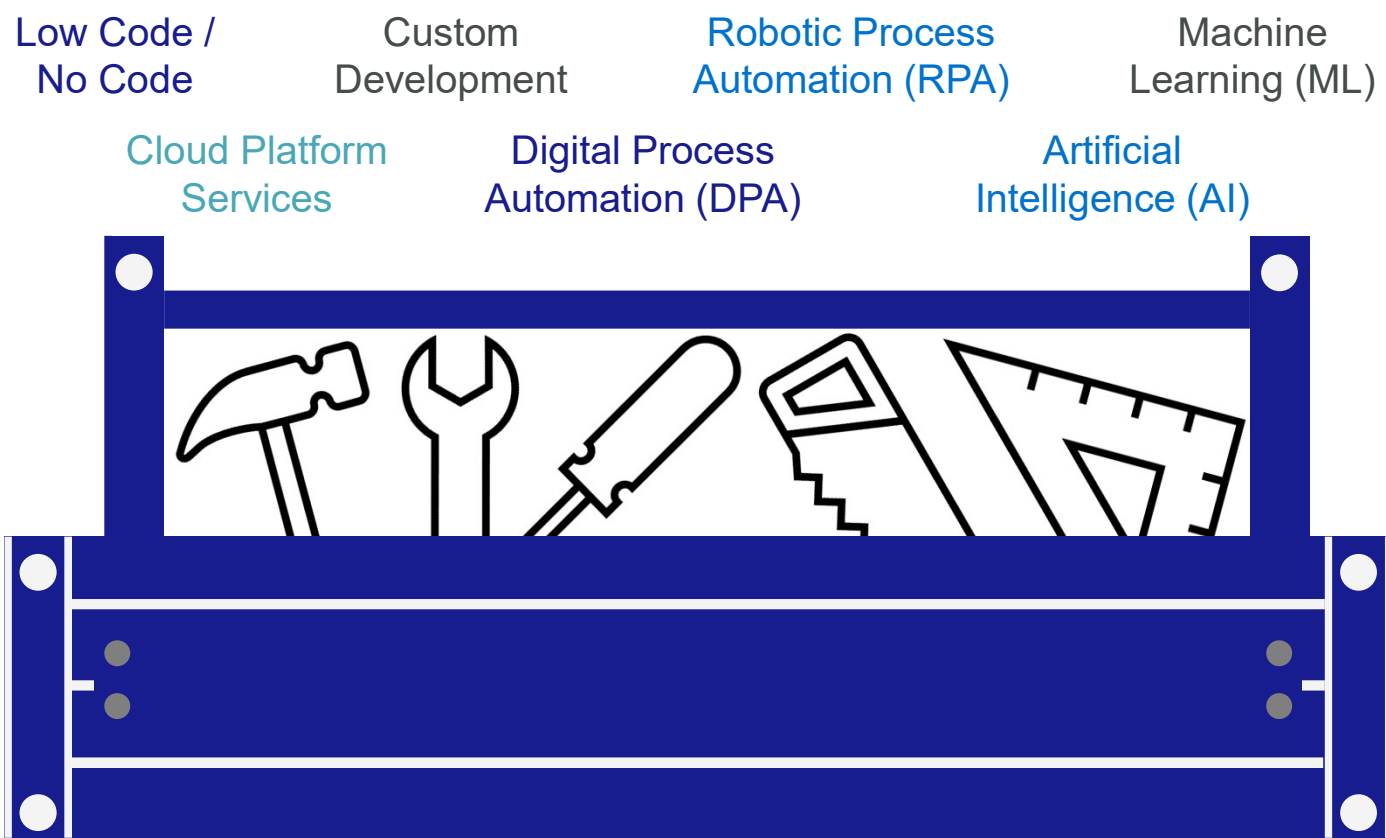 Low Code /
No Code
Custom
Development
Robotic Process
Automation (RPA)
Machine
Learning (ML)
Cloud Platform
Services
Digital Process
Automation (DPA)
Artificial
Intelligence (AI)